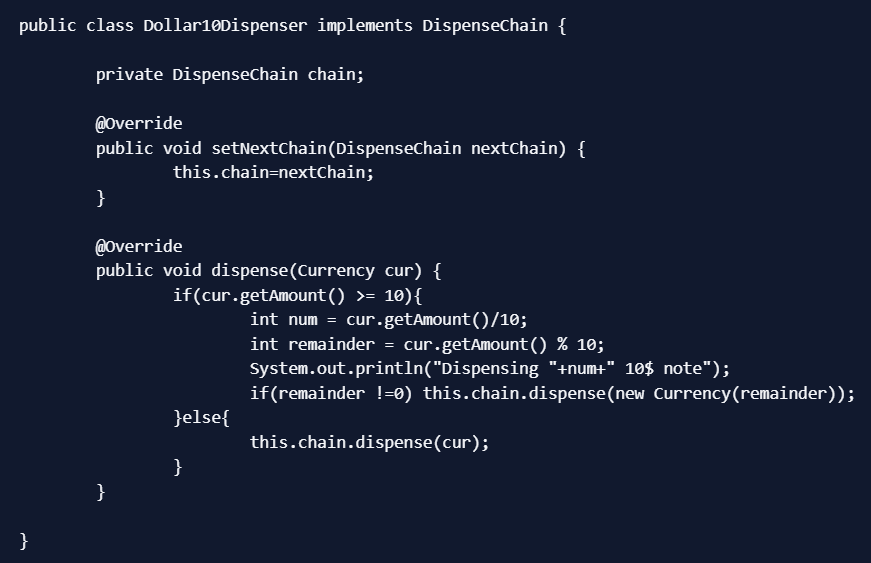 public class Dollar10Dispenser implements DispenseChain {
private DispenseChain chain;
@Override
public void setNextChain(DispenseChain nextChain) {
this.chain=nextChain;
}
@Override
public void dispense(Currency cur) {
if(cur.getAmount() >= 10){
int num = cur.getAmount()/10;
int remainder = cur.getAmount() % 10;
System.out.println("Dispensing "+num+" 10$ note");
if(remainder !=0) this.chain.dispense(new Currency(remainder));
}else{
this.chain.dispense(cur);
}
}
}